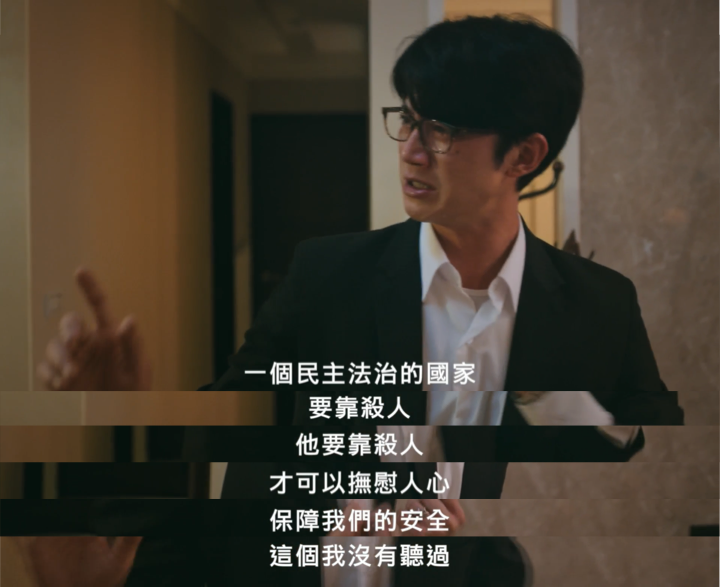 一個民主法治的國家
要靠殺人
他要靠殺人
才可以撫慰人心
保障我們的安全
這個我沒有聽過